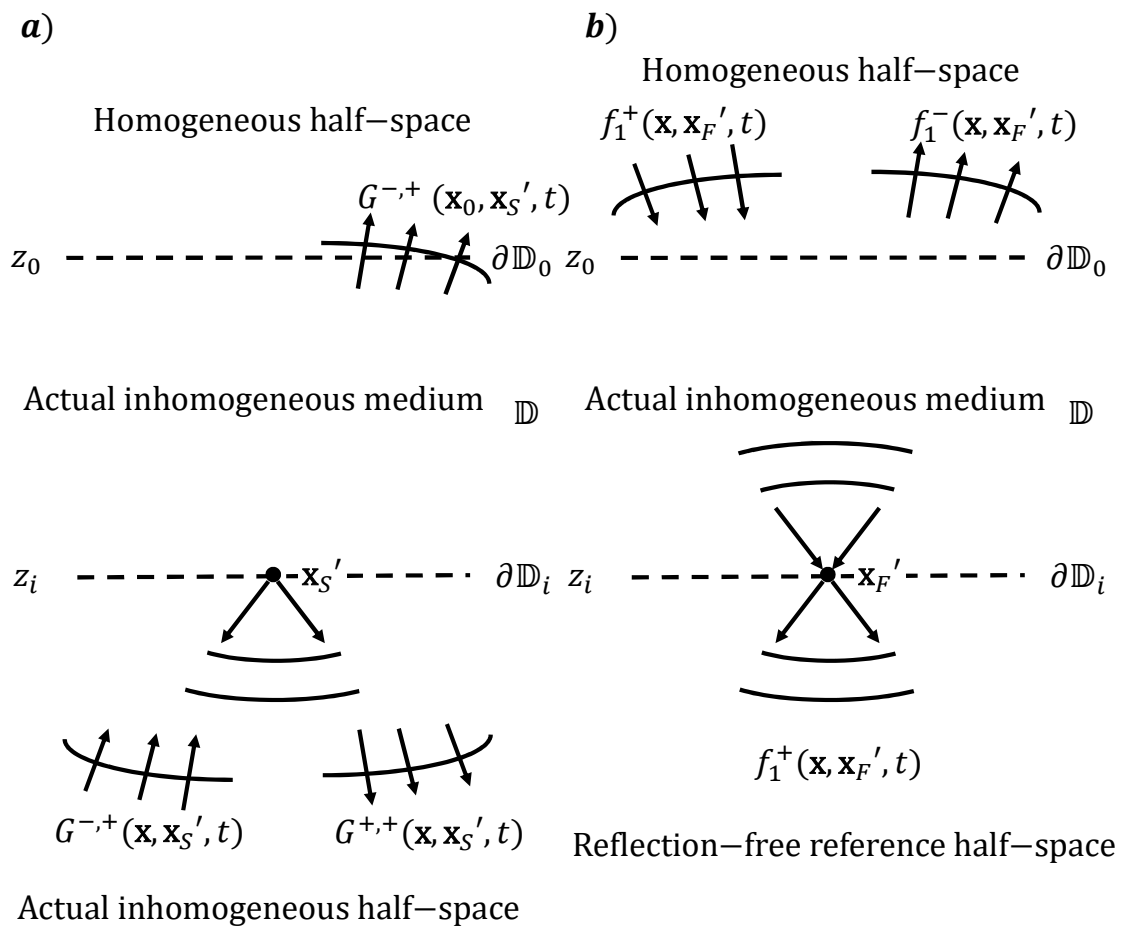 a)
Homogeneous half−space
G⁻,⁺ (x₀, xS′, t)
z₀
∂𝔻₀
Actual inhomogeneous medium 𝔻
zᵢ
xS′
∂𝔻ᵢ
G⁻,⁺(x, xS′, t)
G⁺,⁺(x, xS′, t)
Actual inhomogeneous half−space
b)
Homogeneous half−space
f₁⁺(x, xF′, t)
f₁⁻(x, xF′, t)
z₀
∂𝔻₀
Actual inhomogeneous medium 𝔻
zᵢ
xF′
∂𝔻ᵢ
f₁⁺(x, xF′, t)
Reflection−free reference half−space